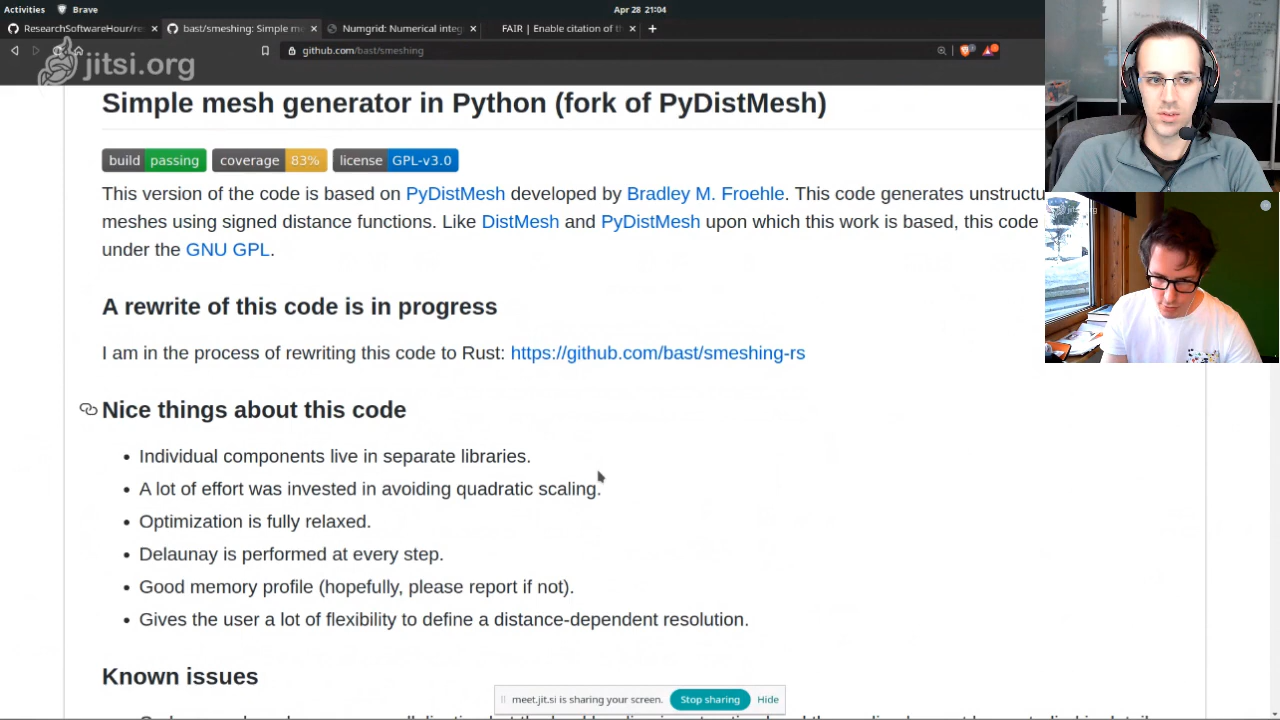 Activities Brave Apr 28 21:04
ResearchSoftwareHour/re × bast/smeshing: Simple me × Numgrid: Numerical integ × FAIR | Enable citation of t × +
github.com/bast/smeshing
jitsi.org
Simple mesh generator in Python (fork of PyDistMesh)
build passing coverage 83% license GPL-v3.0
This version of the code is based on PyDistMesh developed by Bradley M. Froehle. This code generates unstructu
meshes using signed distance functions. Like DistMesh and PyDistMesh upon which this work is based, this code
under the GNU GPL.
A rewrite of this code is in progress
I am in the process of rewriting this code to Rust: https://github.com/bast/smeshing-rs
Nice things about this code
• Individual components live in separate libraries.
• A lot of effort was invested in avoiding quadratic scaling.
• Optimization is fully relaxed.
• Delaunay is performed at every step.
• Good memory profile (hopefully, please report if not).
• Gives the user a lot of flexibility to define a distance-dependent resolution.
Known issues
meet.jit.si is sharing your screen. Stop sharing Hide